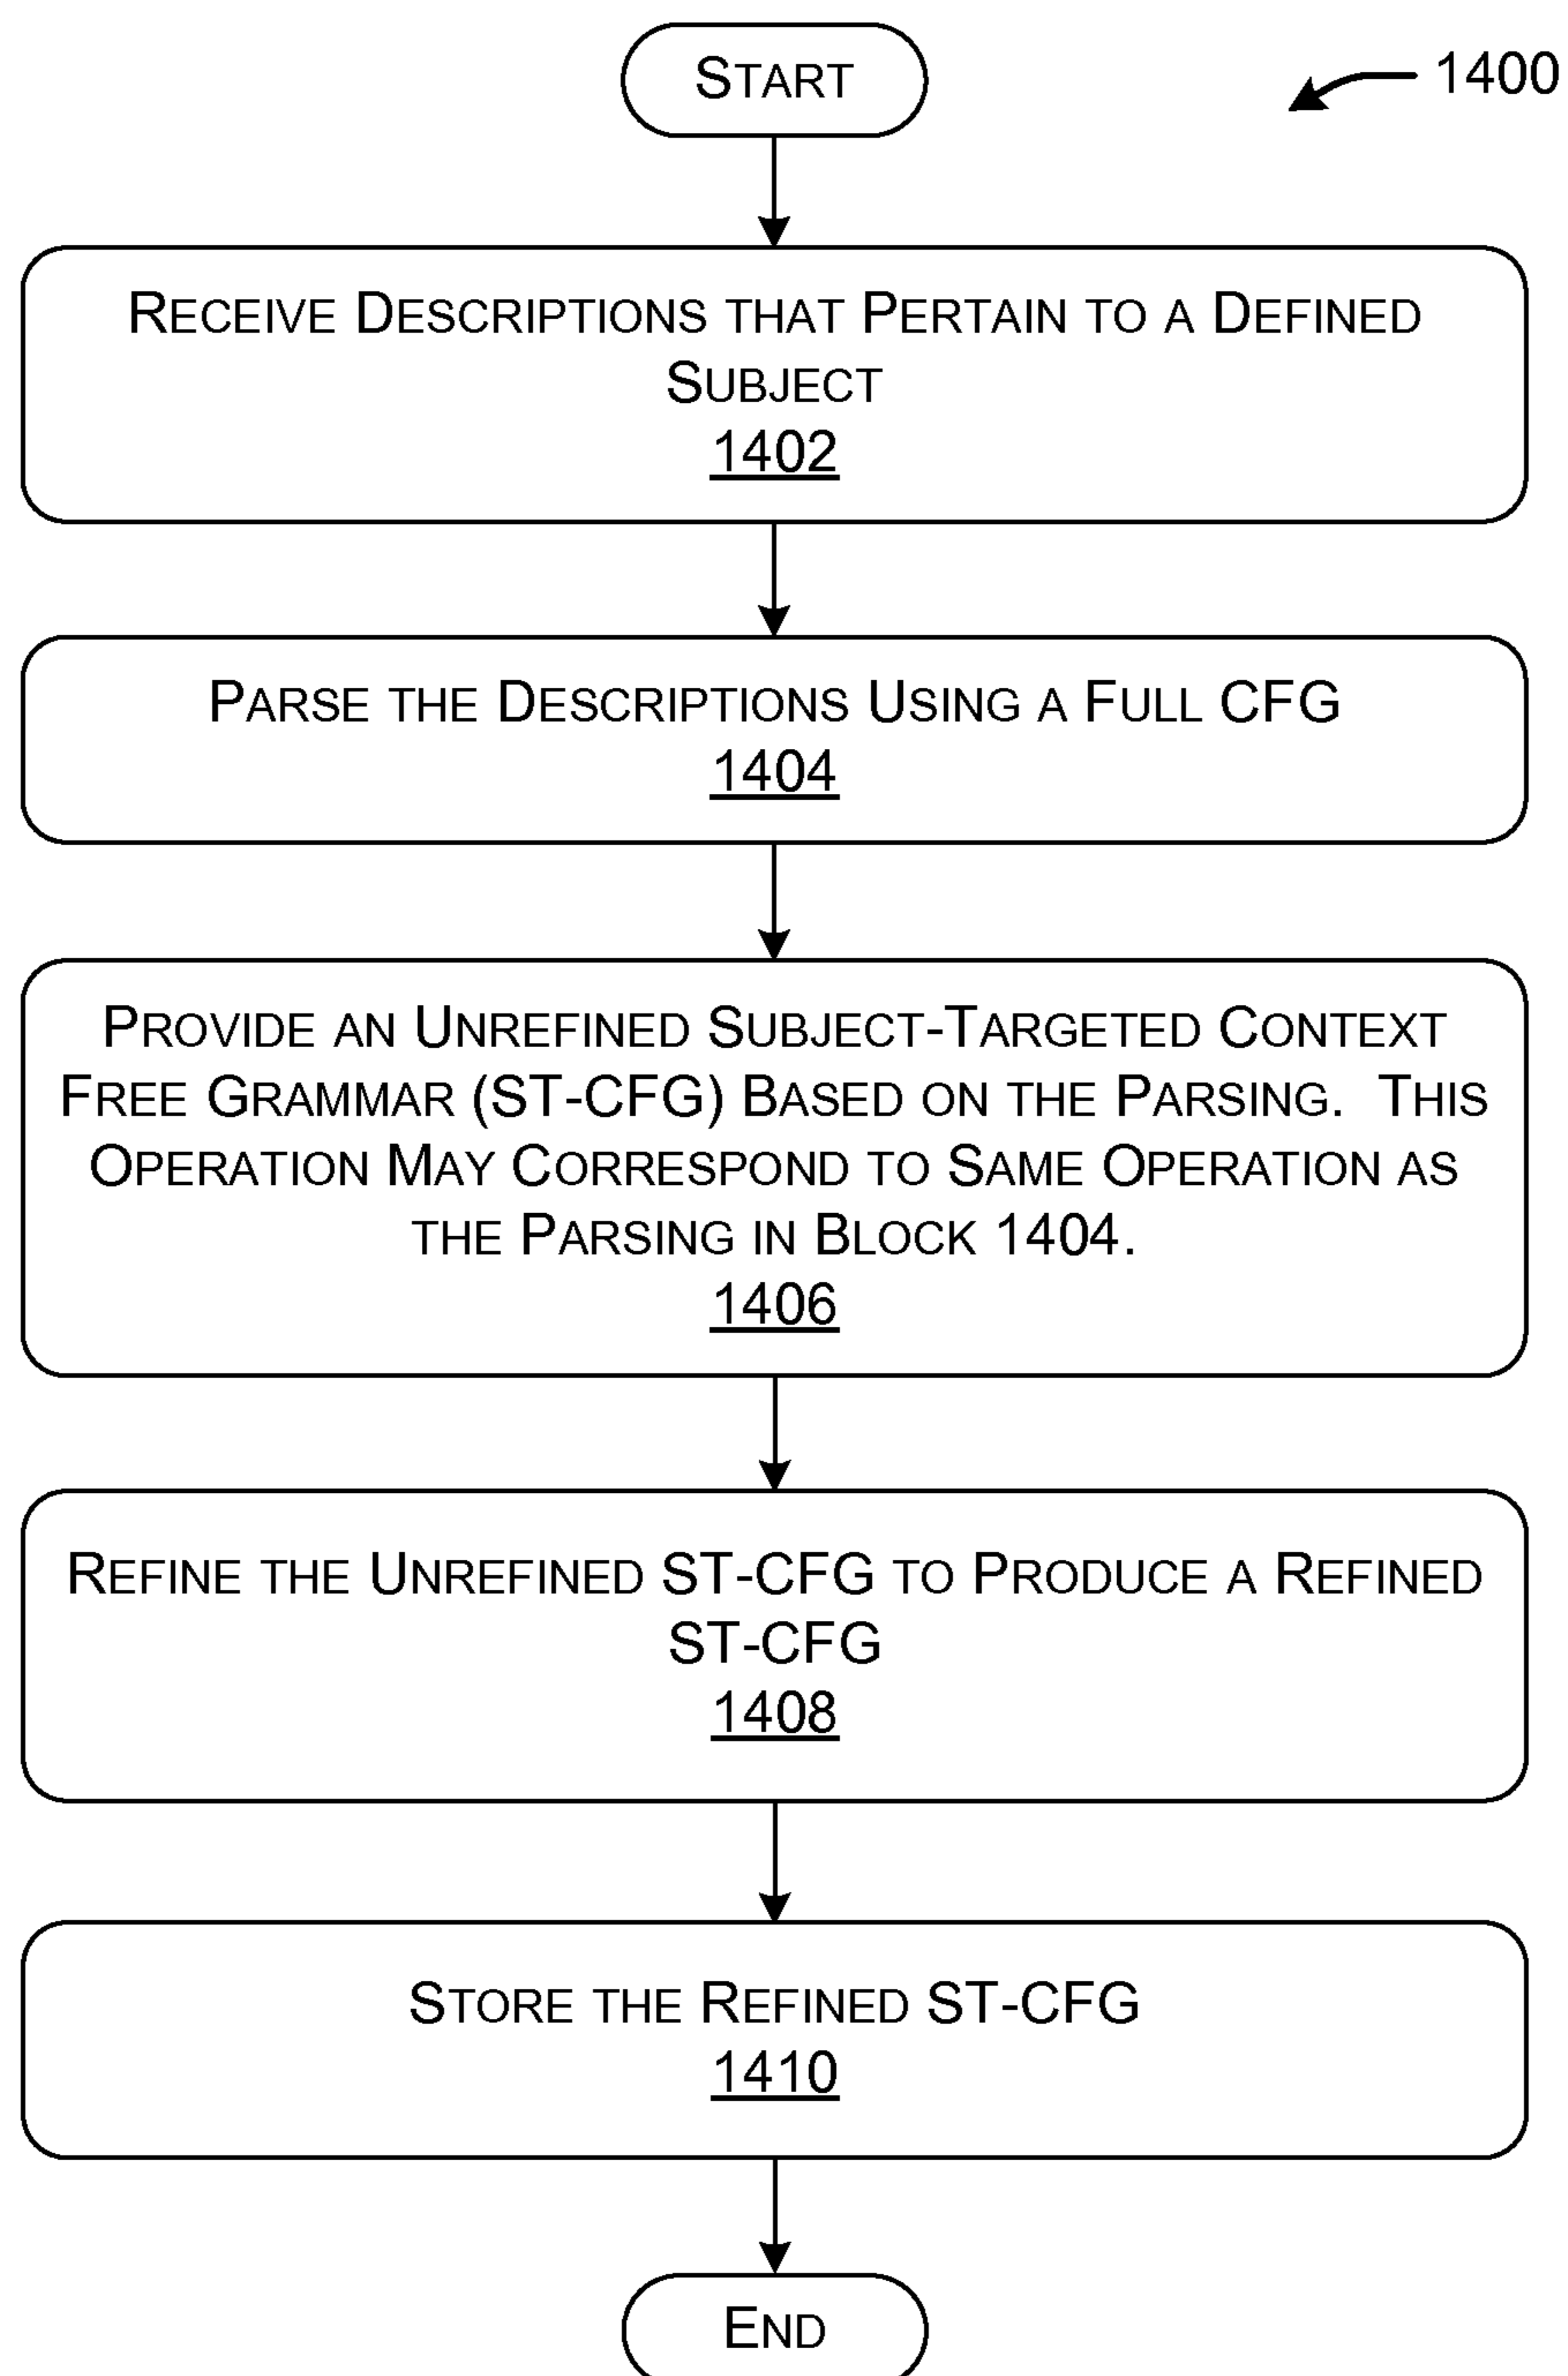 START
1400
RECEIVE DESCRIPTIONS THAT PERTAIN TO A DEFINED
SUBJECT
1402
PARSE THE DESCRIPTIONS USING A FULL CFG
1404
PROVIDE AN UNREFINED SUBJECT-TARGETED CONTEXT
FREE GRAMMAR (ST-CFG) BASED ON THE PARSING. THIS
OPERATION MAY CORRESPOND TO SAME OPERATION AS
THE PARSING IN BLOCK 1404.
1406
REFINE THE UNREFINED ST-CFG TO PRODUCE A REFINED
ST-CFG
1408
STORE THE REFINED ST-CFG
1410
END